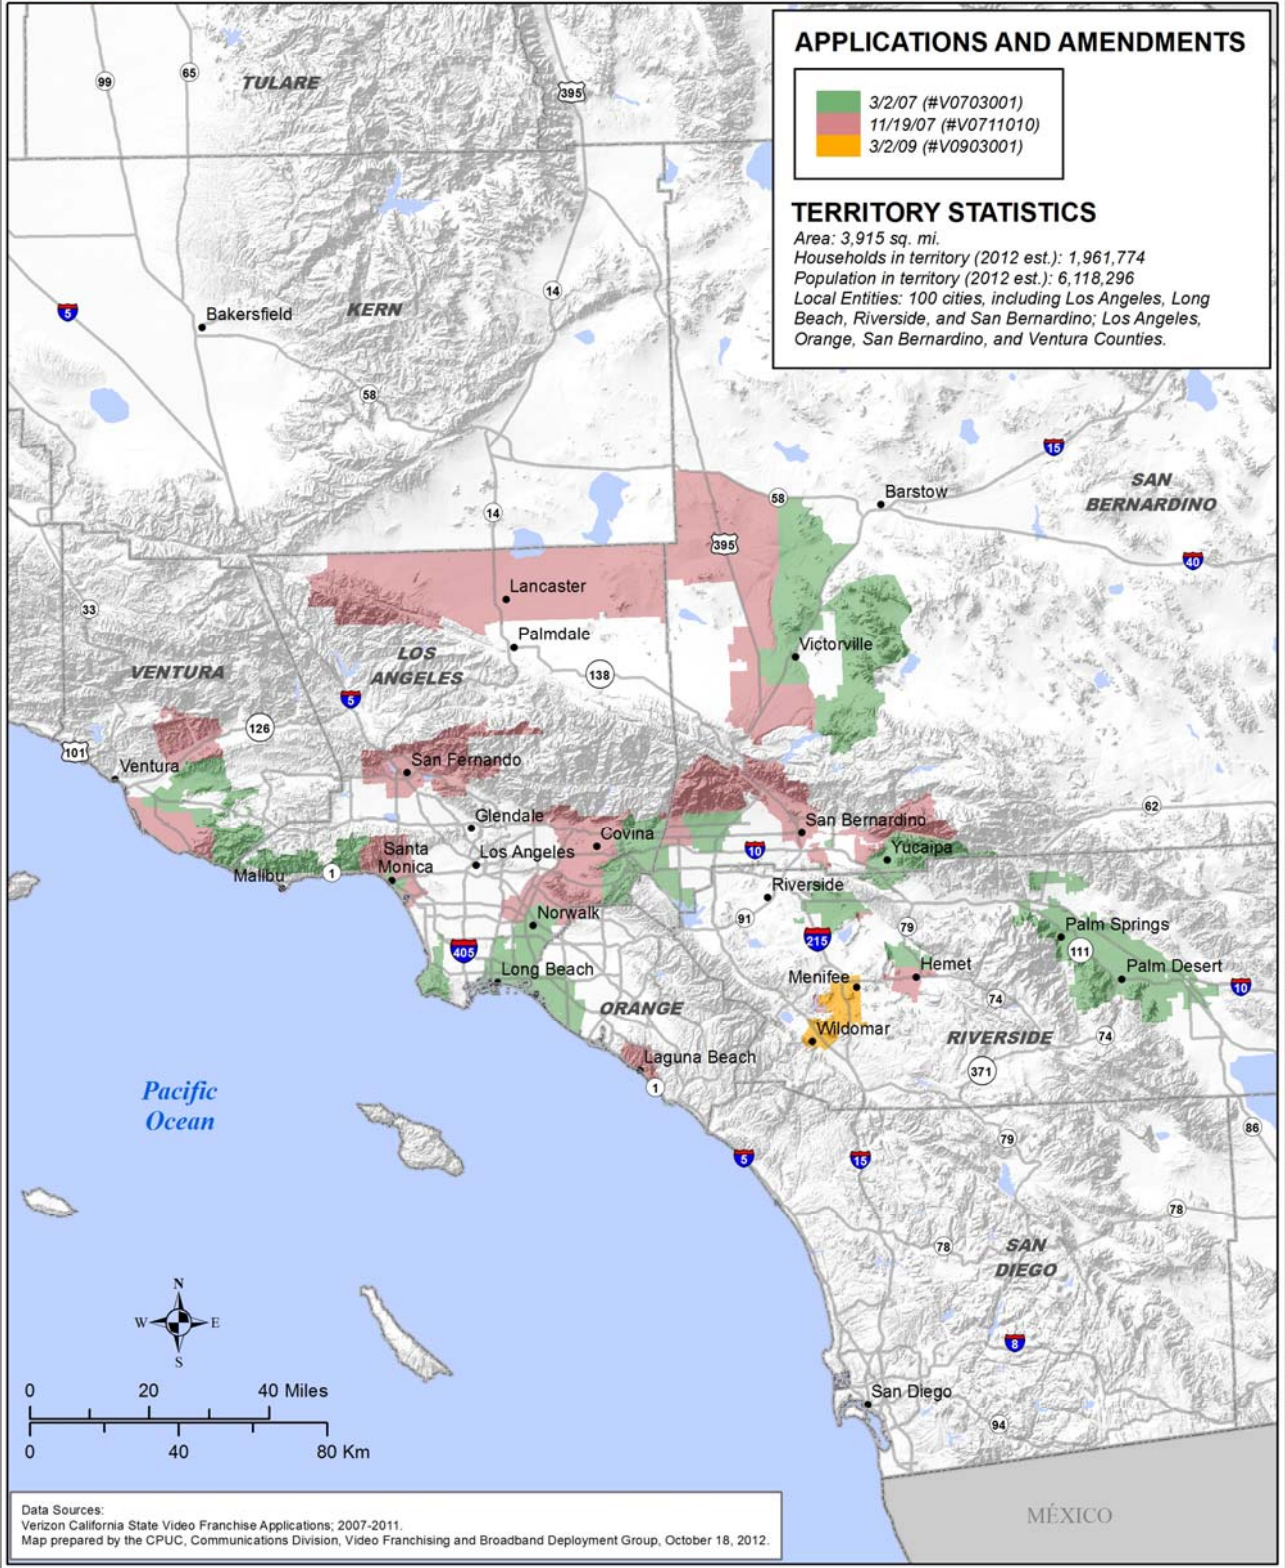 APPLICATIONS AND AMENDMENTS
3/2/07 (#V0703001)
11/19/07 (#V0711010)
3/2/09 (#V0903001)
TERRITORY STATISTICS
Area: 3,915 sq. mi.
Households in territory (2012 est.): 1,961,774
Population in territory (2012 est.): 6,118,296
Local Entities: 100 cities, including Los Angeles, Long
Beach, Riverside, and San Bernardino; Los Angeles,
Orange, San Bernardino, and Ventura Counties.
99
65
TULARE
395
5
Bakersfield
KERN
14
58
15
SAN
BERNARDINO
Barstow
58
14
395
40
Lancaster
33
Palmdale
Victorville
VENTURA
LOS
ANGELES
138
5
126
101
Ventura
San Fernando
62
Glendale
Covina
San Bernardino
Santa
Monica
Los Angeles
10
Yucaipa
Malibu
1
Riverside
91
Norwalk
79
Palm Springs
405
215
111
Long Beach
Menifee
Hemet
Palm Desert
10
ORANGE
74
Wildomar
RIVERSIDE
74
Laguna Beach
371
1
Pacific
Ocean
86
79
5
15
78
78
SAN
DIEGO
N
W
E
S
8
0
20
40 Miles
San Diego
94
0
40
80 Km
MÉXICO
Data Sources:
Verizon California State Video Franchise Applications; 2007-2011.
Map prepared by the CPUC, Communications Division, Video Franchising and Broadband Deployment Group, October 18, 2012.